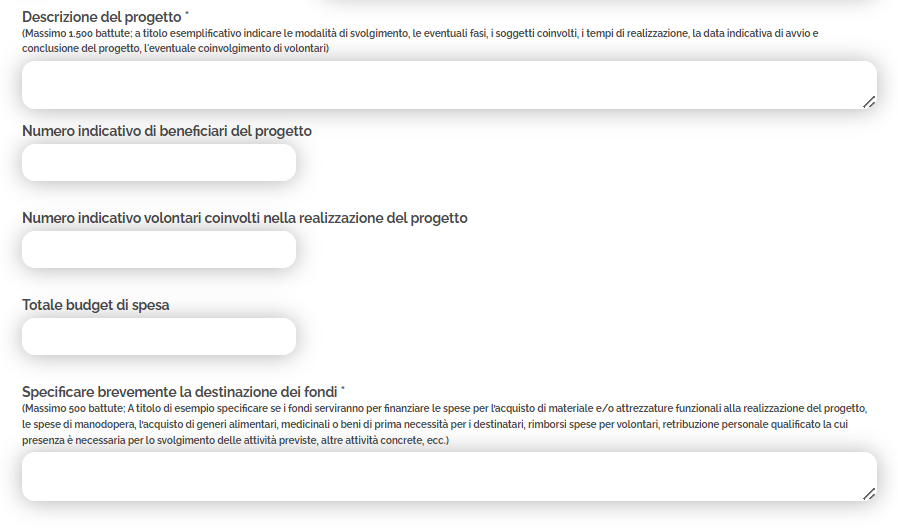 Descrizione del progetto *
(Massimo 1.500 battute; a titolo esemplificativo indicare le modalità di svolgimento, le eventuali fasi, i soggetti coinvolti, i tempi di realizzazione, la data indicativa di avvio e
conclusione del progetto, l'eventuale coinvolgimento di volontari)
Numero indicativo di beneficiari del progetto
Numero indicativo volontari coinvolti nella realizzazione del progetto
Totale budget di spesa
Specificare brevemente la destinazione dei fondi *
(Massimo 500 battute; A titolo di esempio specificare se i fondi serviranno per finanziare le spese per l'acquisto di materiale e/o attrezzature funzionali alla realizzazione del progetto,
le spese di manodopera, l'acquisto di generi alimentari, medicinali o beni di prima necessità per i destinatari, rimborsi spese per volontari, retribuzione personale qualificato la cui
presenza è necessaria per lo svolgimento delle attività previste, altre attività concrete, ecc.)